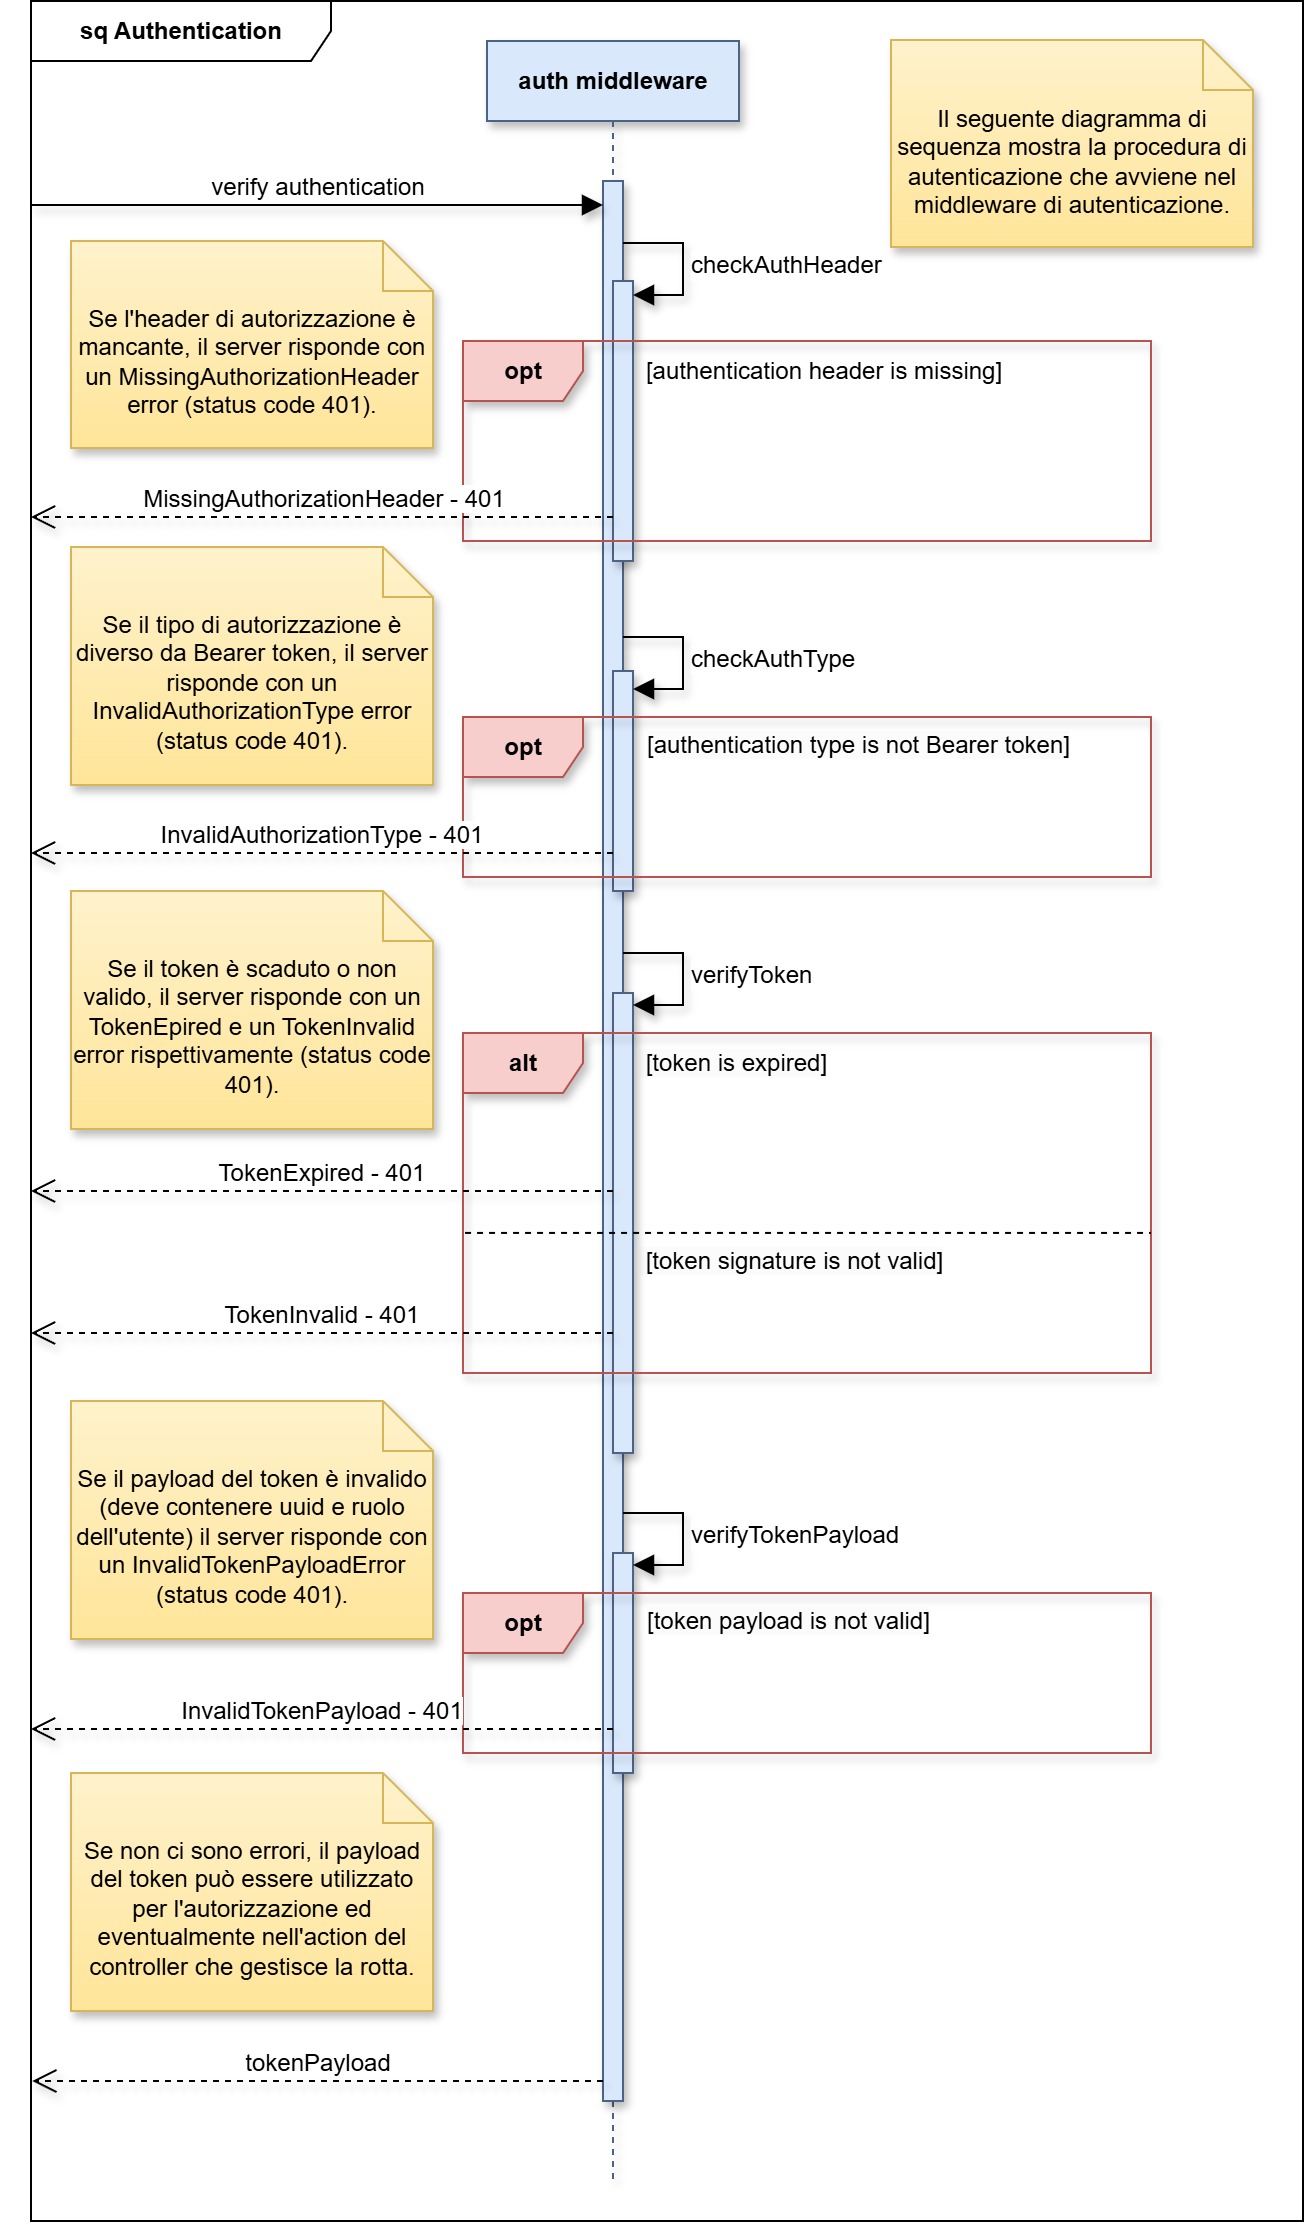 sq Authentication
auth middleware
Il seguente diagramma di
sequenza mostra la procedura di
autenticazione che avviene nel
middleware di autenticazione.
verify authentication
checkAuthHeader
Se l'header di autorizzazione è
mancante, il server risponde con
un MissingAuthorizationHeader
error (status code 401).
opt
[authentication header is missing]
MissingAuthorizationHeader - 401
Se il tipo di autorizzazione è
diverso da Bearer token, il server
risponde con un
InvalidAuthorizationType error
(status code 401).
checkAuthType
opt
[authentication type is not Bearer token]
InvalidAuthorizationType - 401
Se il token è scaduto o non
valido, il server risponde con un
TokenEpired e un TokenInvalid
error rispettivamente (status code
401).
verifyToken
alt
[token is expired]
TokenExpired - 401
[token signature is not valid]
TokenInvalid - 401
Se il payload del token è invalido
(deve contenere uuid e ruolo
dell'utente) il server risponde con
un InvalidTokenPayloadError
(status code 401).
verifyTokenPayload
opt
[token payload is not valid]
InvalidTokenPayload - 401
Se non ci sono errori, il payload
del token può essere utilizzato
per l'autorizzazione ed
eventualmente nell'action del
controller che gestisce la rotta.
tokenPayload